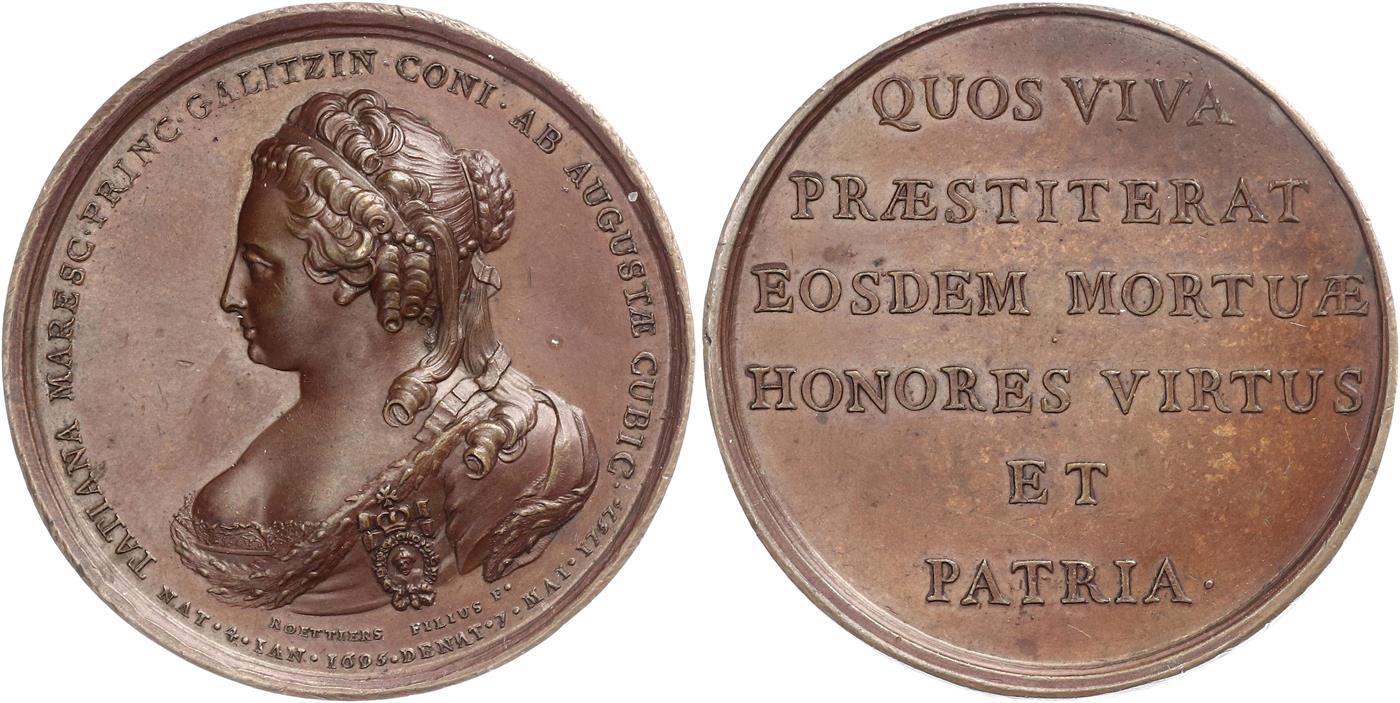 TATIANA MARESC · PRINC · GALITZIN · CONI · AB AUGUSTÆ CUBIC ·
ROETTIERS FILIUS F ·
NAT · 4 · IAN · 1695 · DENAT · 7 · MAI · 1757 ·
QUOS VIVA
PRÆSTITERAT
EOSDEM MORTUÆ
HONORES VIRTUS
ET
PATRIA ·